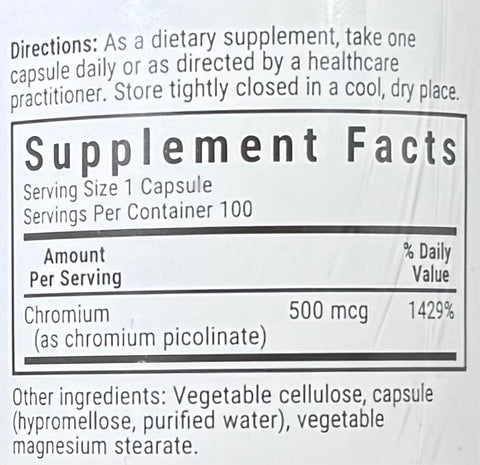 Directions: As a dietary supplement, take one
capsule daily or as directed by a healthcare
practitioner. Store tightly closed in a cool, dry place.
Supplement Facts
Serving Size 1 Capsule
Servings Per Container 100
Amount Per Serving % Daily Value
Chromium 500 mcg 1429%
(as chromium picolinate)
Other ingredients: Vegetable cellulose, capsule
(hypromellose, purified water), vegetable
magnesium stearate.